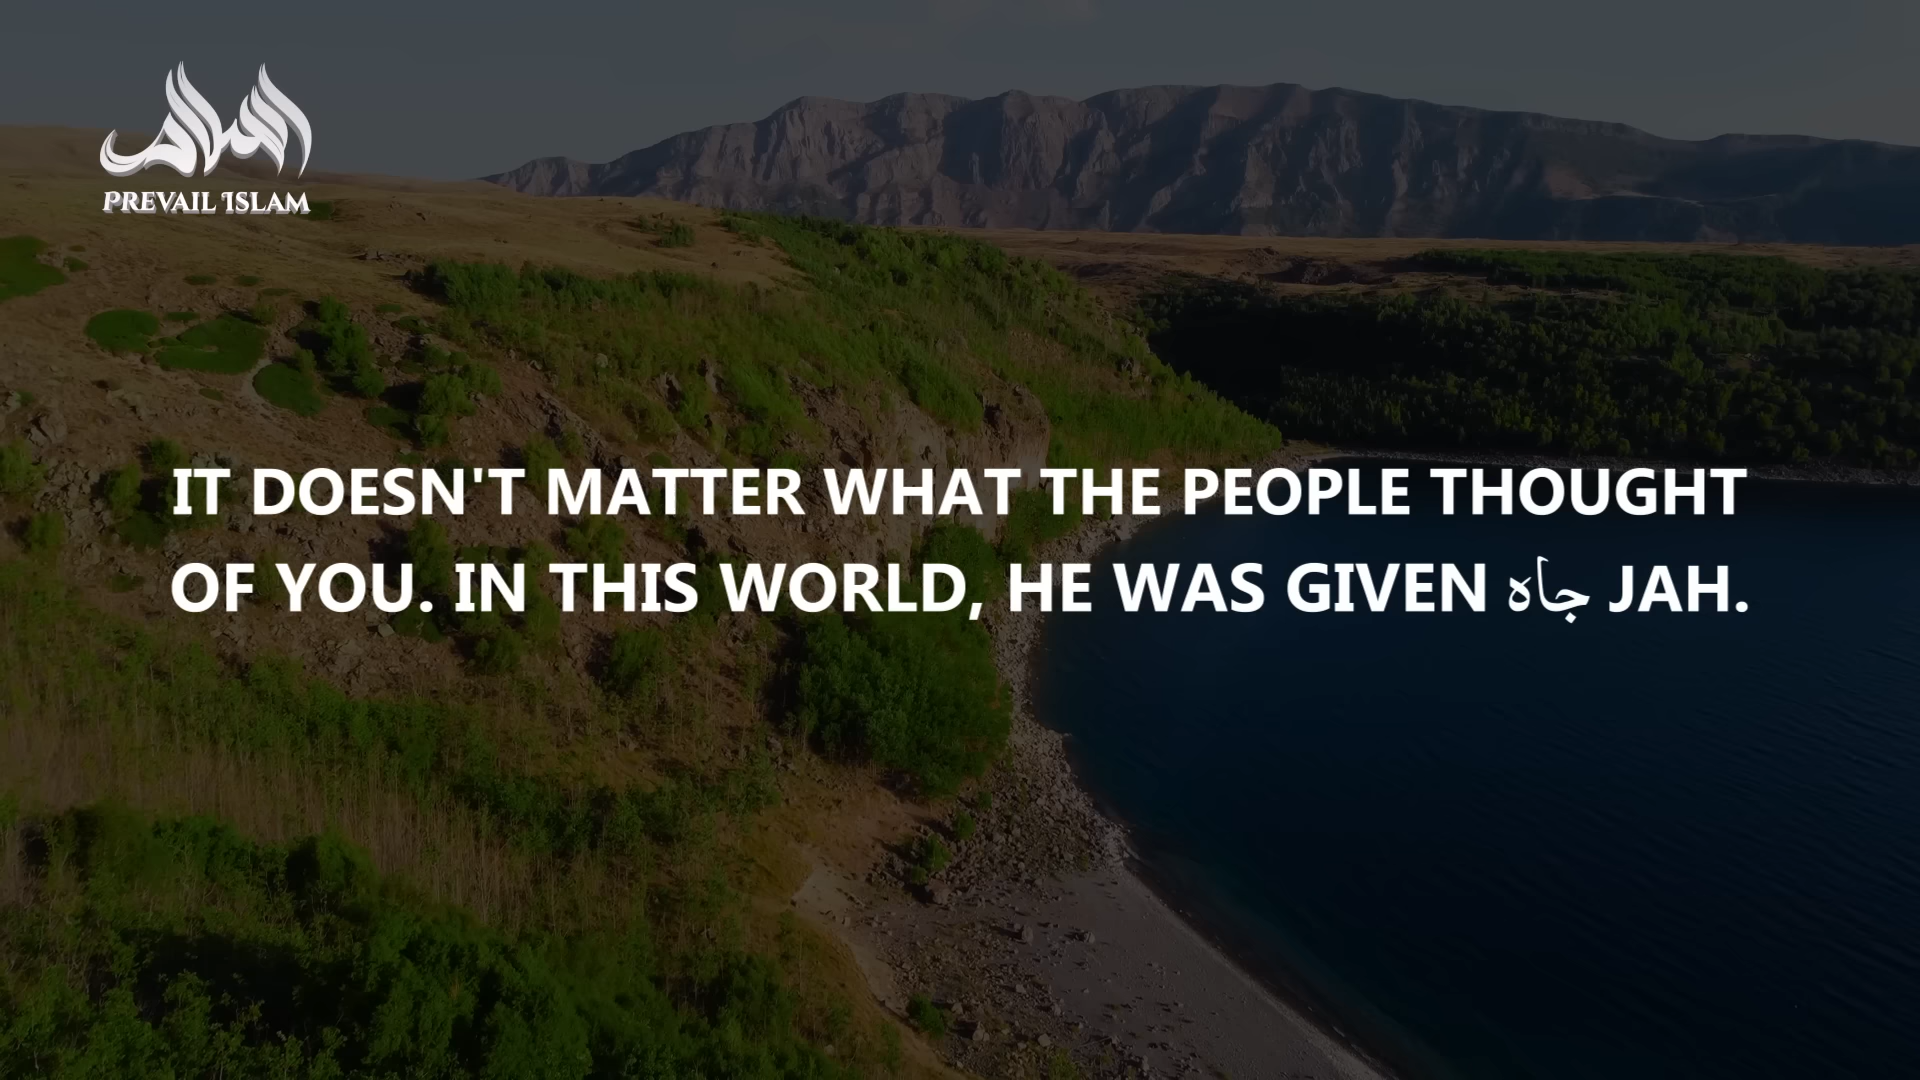 السلام
PREVAIL ISLAM
IT DOESN'T MATTER WHAT THE PEOPLE THOUGHT
OF YOU. IN THIS WORLD, HE WAS GIVEN جاه JAH.